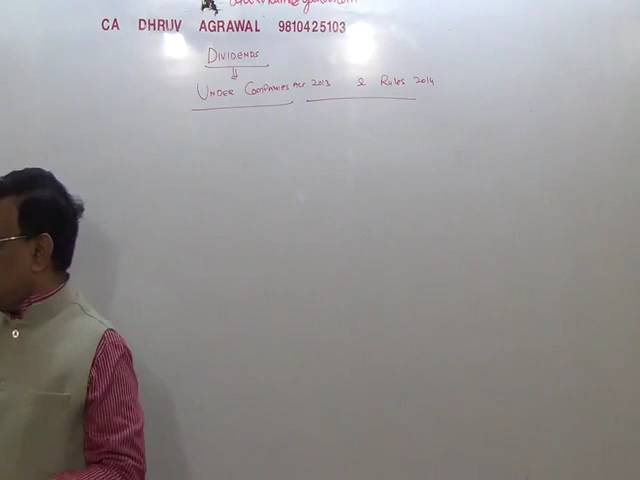 CA DHRUV AGRAWAL 9810425103
DIVIDENDS
UNDER COMPANIES ACT 2013 & RULES 2014